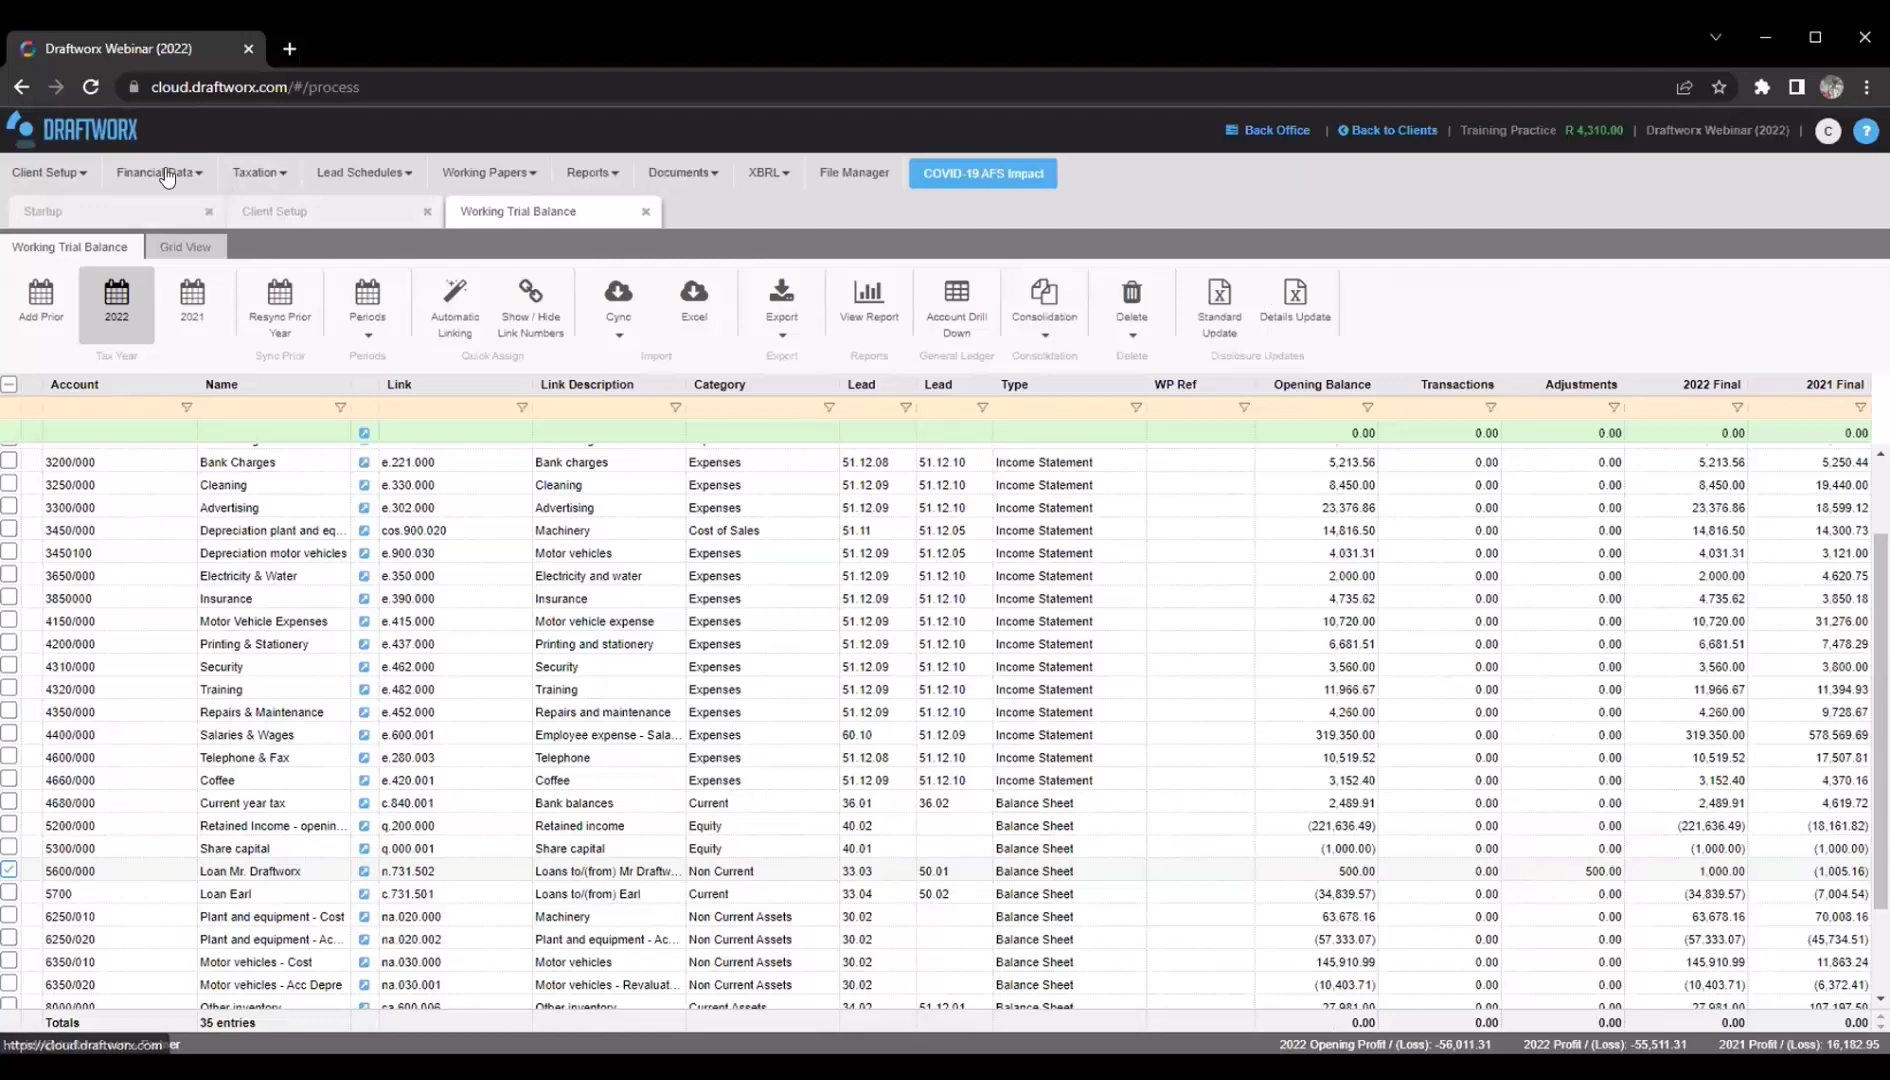 Draftworx Webinar (2022)
cloud.draftworx.com/#/process
DRAFTWORX
Back Office | Back to Clients | Training Practice R 4,310.00 | Draftworx Webinar (2022) | C ?
Client Setup Financial Data Taxation Lead Schedules Working Papers Reports Documents XBRL File Manager COVID-19 AFS Impact
Startup Client Setup Working Trial Balance
Working Trial Balance Grid View
Add Prior 2022 2021 Resync Prior Year Periods Automatic Linking Show / Hide Link Numbers Cync Excel Export View Report Account Drill Down Consolidation Delete Standard Update Details Update
Tax Year Sync Prior Periods Quick Assign Import Export Reports General Ledger Consolidation Delete Disclosure Updates
Account Name Link Link Description Category Lead Lead Type WP Ref Opening Balance Transactions Adjustments 2022 Final 2021 Final
0.00 0.00 0.00 0.00 0.00
3200/000 Bank Charges e.221.000 Bank charges Expenses 51.12.08 51.12.10 Income Statement 5,213.56 0.00 0.00 5,213.56 5,250.44
3250/000 Cleaning e.330.000 Cleaning Expenses 51.12.09 51.12.10 Income Statement 8,450.00 0.00 0.00 8,450.00 19,440.00
3300/000 Advertising e.302.000 Advertising Expenses 51.12.09 51.12.10 Income Statement 23,376.86 0.00 0.00 23,376.86 18,599.12
3450/000 Depreciation plant and eq... cos.900.020 Machinery Cost of Sales 51.11 51.12.05 Income Statement 14,816.50 0.00 0.00 14,816.50 14,300.73
3450100 Depreciation motor vehicles e.900.030 Motor vehicles Expenses 51.12.09 51.12.05 Income Statement 4,031.31 0.00 0.00 4,031.31 3,121.00
3650/000 Electricity & Water e.350.000 Electricity and water Expenses 51.12.09 51.12.10 Income Statement 2,000.00 0.00 0.00 2,000.00 4,620.75
3850000 Insurance e.390.000 Insurance Expenses 51.12.09 51.12.10 Income Statement 4,735.62 0.00 0.00 4,735.62 3,850.18
4150/000 Motor Vehicle Expenses e.415.000 Motor vehicle expense Expenses 51.12.09 51.12.10 Income Statement 10,720.00 0.00 0.00 10,720.00 31,276.00
4200/000 Printing & Stationery e.437.000 Printing and stationery Expenses 51.12.09 51.12.10 Income Statement 6,681.51 0.00 0.00 6,681.51 7,478.29
4310/000 Security e.462.000 Security Expenses 51.12.09 51.12.10 Income Statement 3,560.00 0.00 0.00 3,560.00 3,800.00
4320/000 Training e.482.000 Training Expenses 51.12.09 51.12.10 Income Statement 11,966.67 0.00 0.00 11,966.67 11,394.93
4350/000 Repairs & Maintenance e.452.000 Repairs and maintenance Expenses 51.12.09 51.12.10 Income Statement 4,260.00 0.00 0.00 4,260.00 9,728.67
4400/000 Salaries & Wages e.600.001 Employee expense - Sala... Expenses 60.10 51.12.09 Income Statement 319,350.00 0.00 0.00 319,350.00 578,569.69
4600/000 Telephone & Fax e.280.003 Telephone Expenses 51.12.08 51.12.10 Income Statement 10,519.52 0.00 0.00 10,519.52 17,507.81
4660/000 Coffee e.420.001 Coffee Expenses 51.12.09 51.12.10 Income Statement 3,152.40 0.00 0.00 3,152.40 4,370.16
4680/000 Current year tax c.840.001 Bank balances Current 36.01 36.02 Balance Sheet 2,489.91 0.00 0.00 2,489.91 4,619.72
5200/000 Retained Income - openin... q.200.000 Retained income Equity 40.02 Balance Sheet (221,636.49) 0.00 0.00 (221,636.49) (18,161.82)
5300/000 Share capital q.000.001 Share capital Equity 40.01 Balance Sheet (1,000.00) 0.00 0.00 (1,000.00) (1,000.00)
5600/000 Loan Mr. Draftworx n.731.502 Loans to/(from) Mr Draftw... Non Current 33.03 50.01 Balance Sheet 500.00 0.00 500.00 1,000.00 (1,005.16)
5700 Loan Earl c.731.501 Loans to/(from) Earl Current 33.04 50.02 Balance Sheet (34,839.57) 0.00 0.00 (34,839.57) (7,004.54)
6250/010 Plant and equipment - Cost na.020.000 Machinery Non Current Assets 30.02 Balance Sheet 63,678.16 0.00 0.00 63,678.16 70,008.16
6250/020 Plant and equipment - Ac... na.020.002 Plant and equipment - Ac... Non Current Assets 30.02 Balance Sheet (57,333.07) 0.00 0.00 (57,333.07) (45,734.51)
6350/010 Motor vehicles - Cost na.030.000 Motor vehicles Non Current Assets 30.02 Balance Sheet 145,910.99 0.00 0.00 145,910.99 11,863.24
6350/020 Motor vehicles - Acc Depre na.030.001 Motor vehicles - Revaluat... Non Current Assets 30.02 Balance Sheet (10,403.71) 0.00 0.00 (10,403.71) (6,372.41)
8000/000 Other inventory ca.600.006 Other inventory Current Assets 34.02 51.12.01 Balance Sheet 27,981.00 0.00 0.00 27,981.00 107,197.50
Totals 35 entries 0.00 0.00 0.00 0.00 0.00
https://cloud.draftworx.com 2022 Opening Profit / (Loss): -56,011.31 2022 Profit / (Loss): -55,511.31 2021 Profit / (Loss): 16,182.95